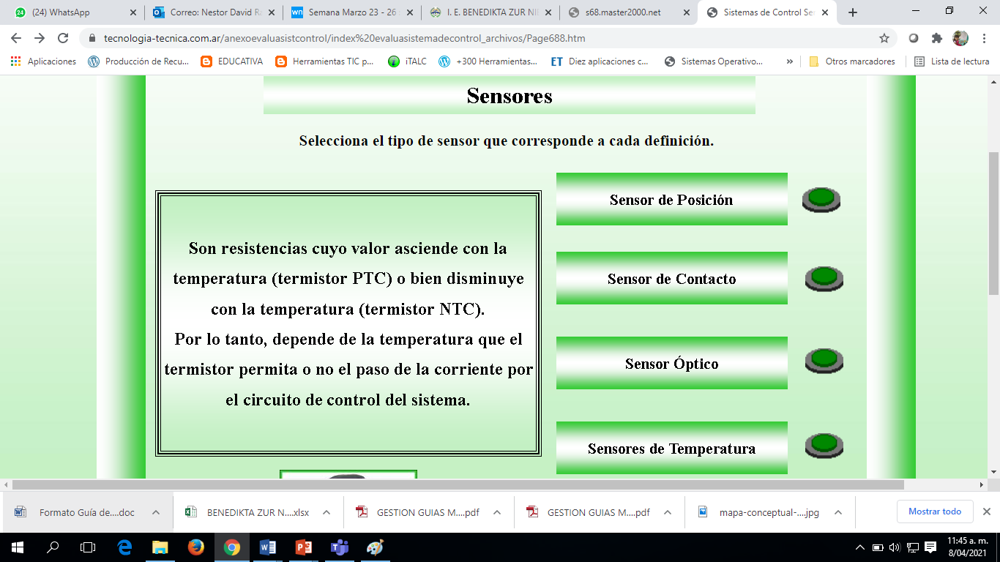 (24) WhatsApp
Correo: Nestor David Ra
Semana Marzo 23 - 26
I. E. BENEDIKTA ZUR NIE
s68.master2000.net
Sistemas de Control Sen
tecnologia-tecnica.com.ar/anexoevaluasistcontrol/index%20evaluasistemadecontrol_archivos/Page688.htm
Aplicaciones
Producción de Recu...
EDUCATIVA
Herramientas TIC p...
iTALC
+300 Herramientas...
ET Diez aplicaciones c...
Sistemas Operativo...
»
Otros marcadores
Lista de lectura
Sensores
Selecciona el tipo de sensor que corresponde a cada definición.
Son resistencias cuyo valor asciende con la
temperatura (termistor PTC) o bien disminuye
con la temperatura (termistor NTC).
Por lo tanto, depende de la temperatura que el
termistor permita o no el paso de la corriente por
el circuito de control del sistema.
Sensor de Posición
Sensor de Contacto
Sensor Óptico
Sensores de Temperatura
Formato Guía de....doc
BENEDIKTA ZUR N....xlsx
GESTION GUIAS M....pdf
GESTION GUIAS M....pdf
mapa-conceptual-....jpg
Mostrar todo
11:45 a. m.
8/04/2021